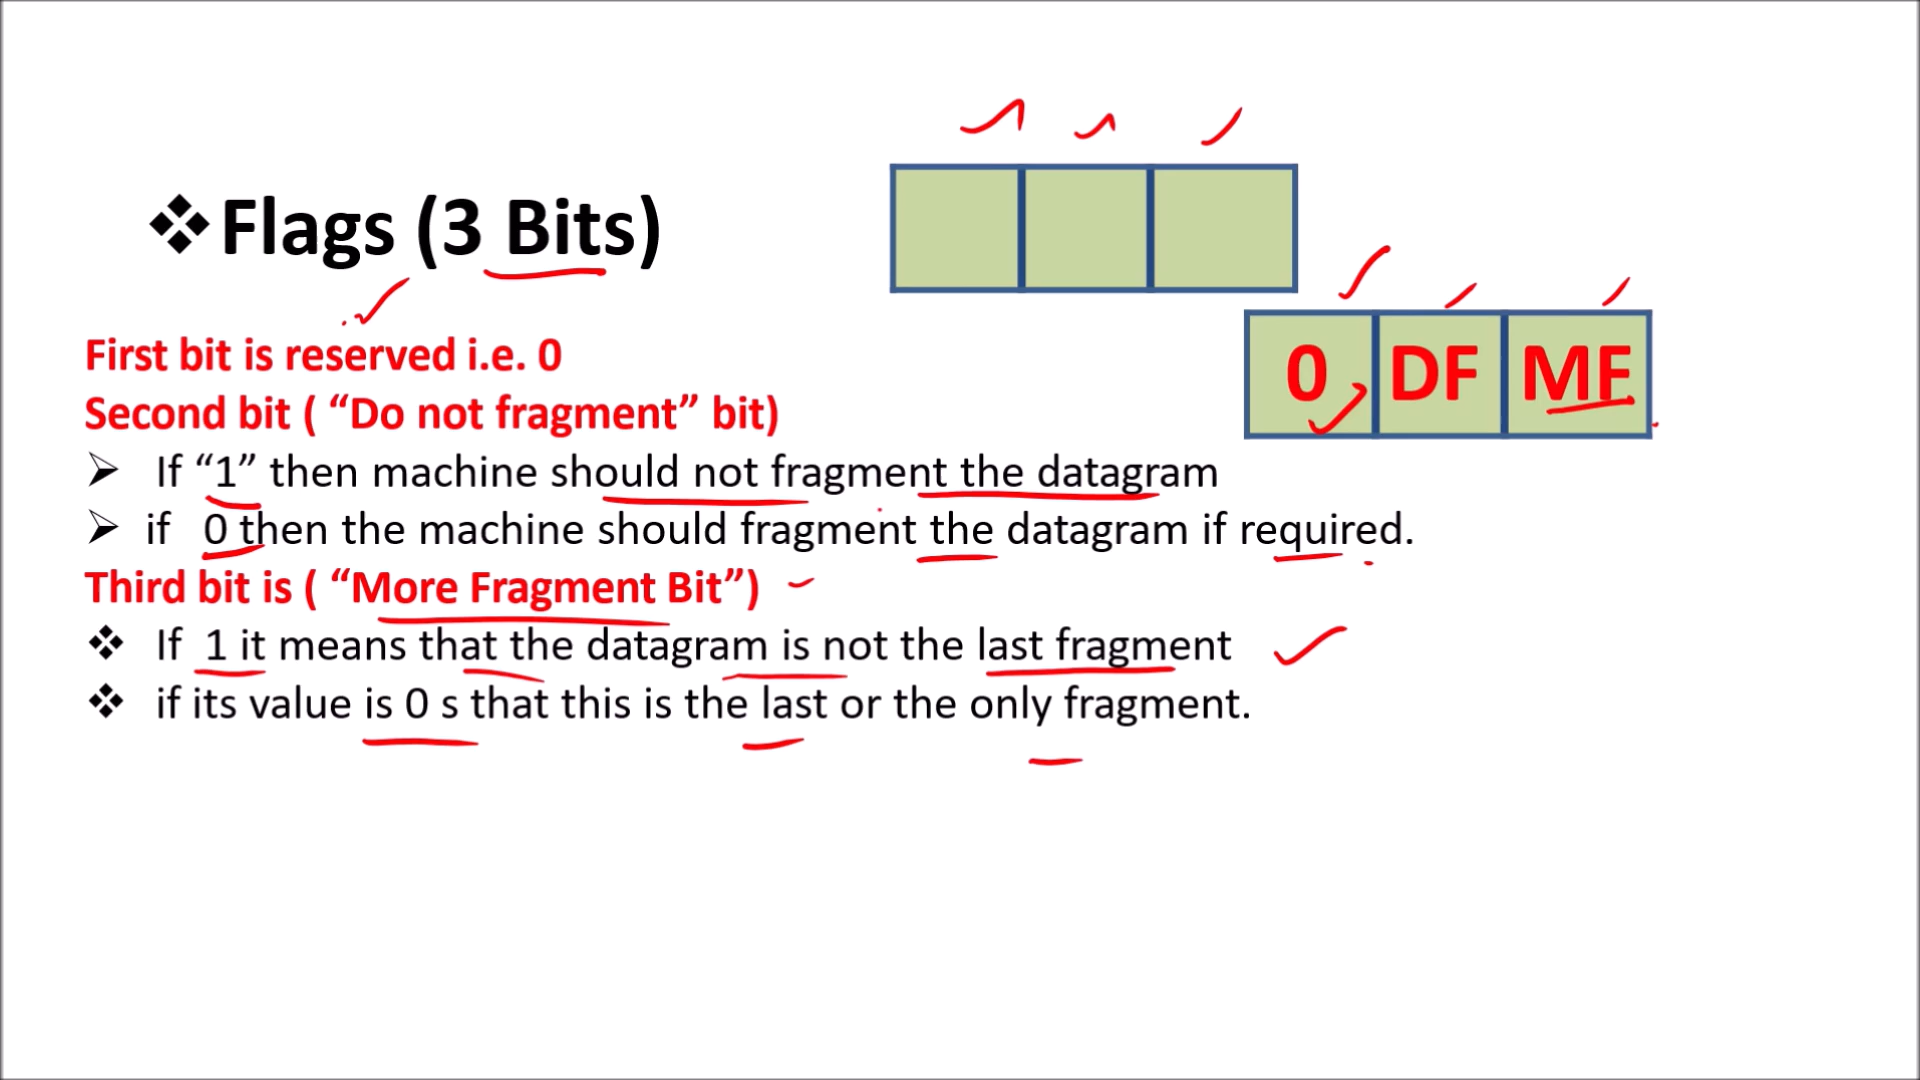 ❖Flags (3 Bits)
0 DF MF
First bit is reserved i.e. 0
Second bit ( “Do not fragment” bit)
➢ If “1” then machine should not fragment the datagram
➢ if 0 then the machine should fragment the datagram if required.
Third bit is ( “More Fragment Bit”)
❖ If 1 it means that the datagram is not the last fragment
❖ if its value is 0 s that this is the last or the only fragment.